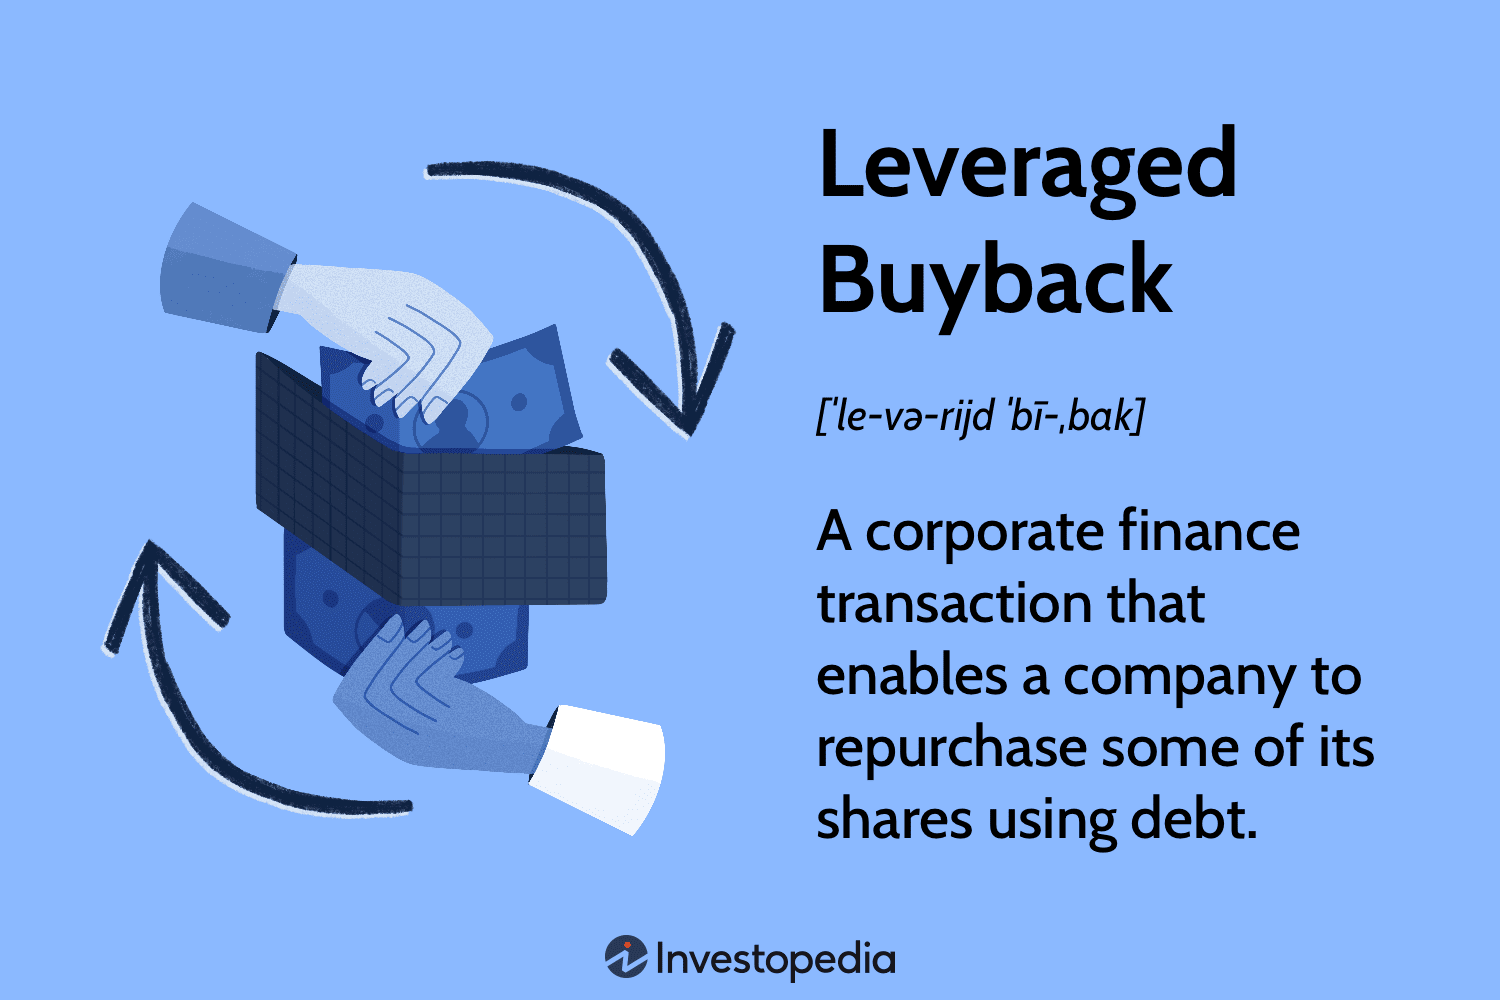 Leveraged
Buyback
[ˈle-və-rijd ˈbī-ˌbak]
A corporate finance
transaction that
enables a company to
repurchase some of its
shares using debt.
Investopedia